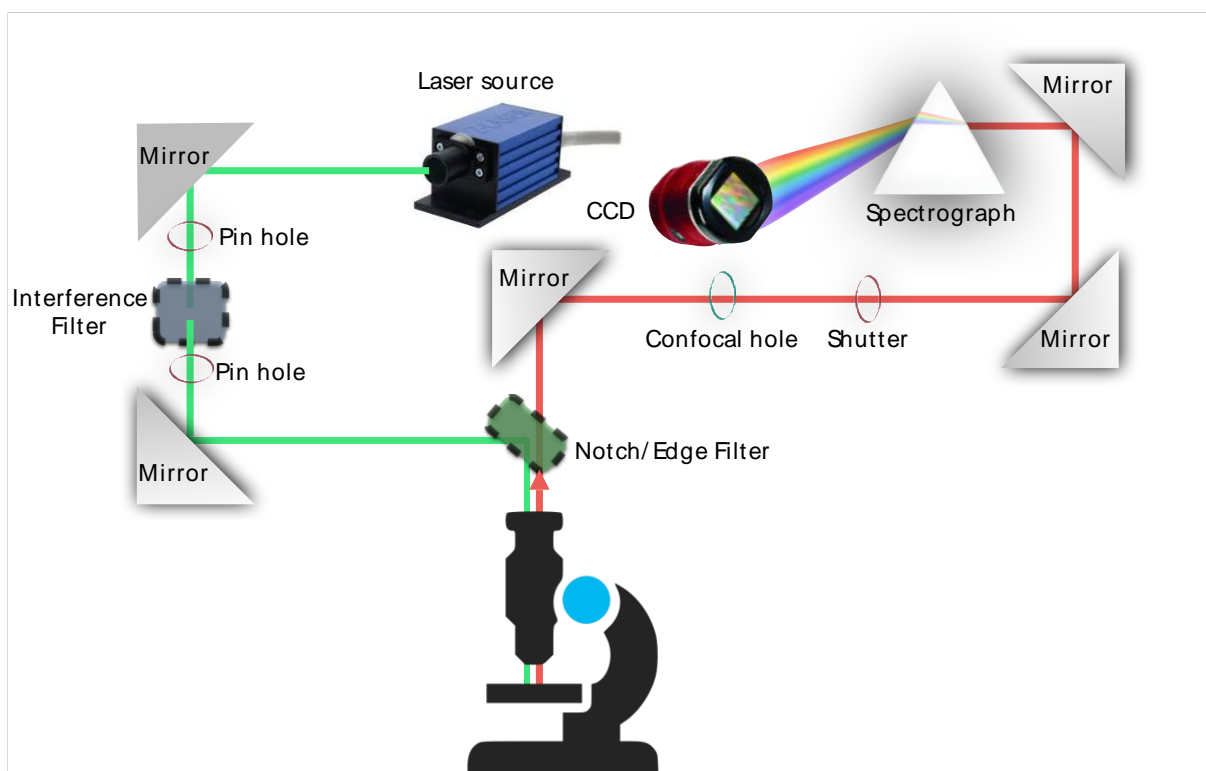 Laser source
Mirror
Mirror
Pin hole
CCD
Spectrograph
Interference
Filter
Mirror
Confocal hole
Shutter
Mirror
Pin hole
Mirror
Notch/Edge Filter